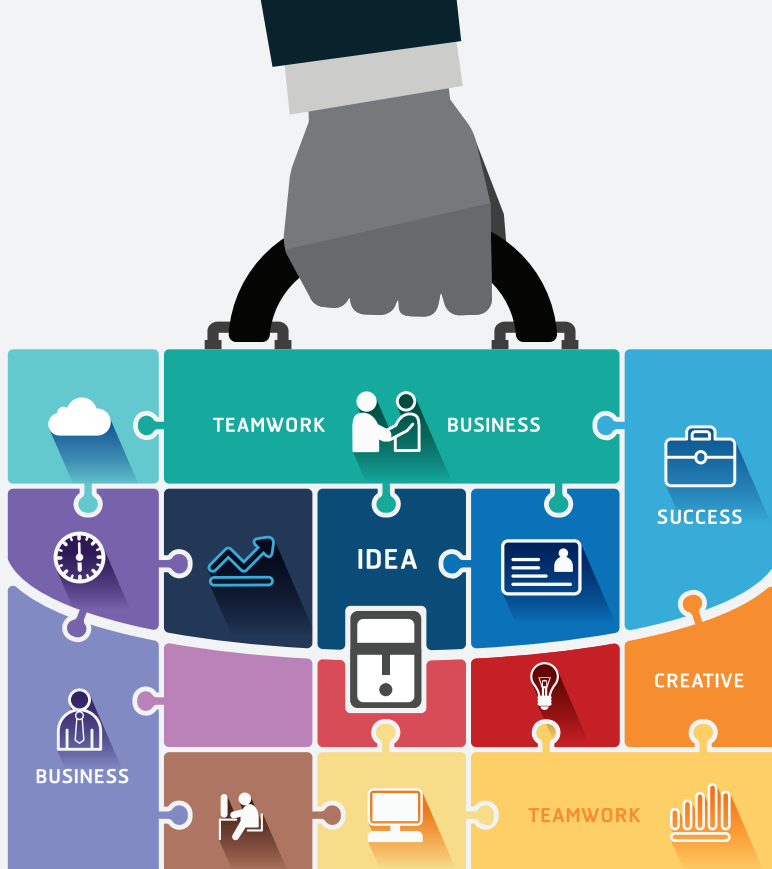 TEAMWORK
BUSINESS
SUCCESS
IDEA
CREATIVE
BUSINESS
TEAMWORK